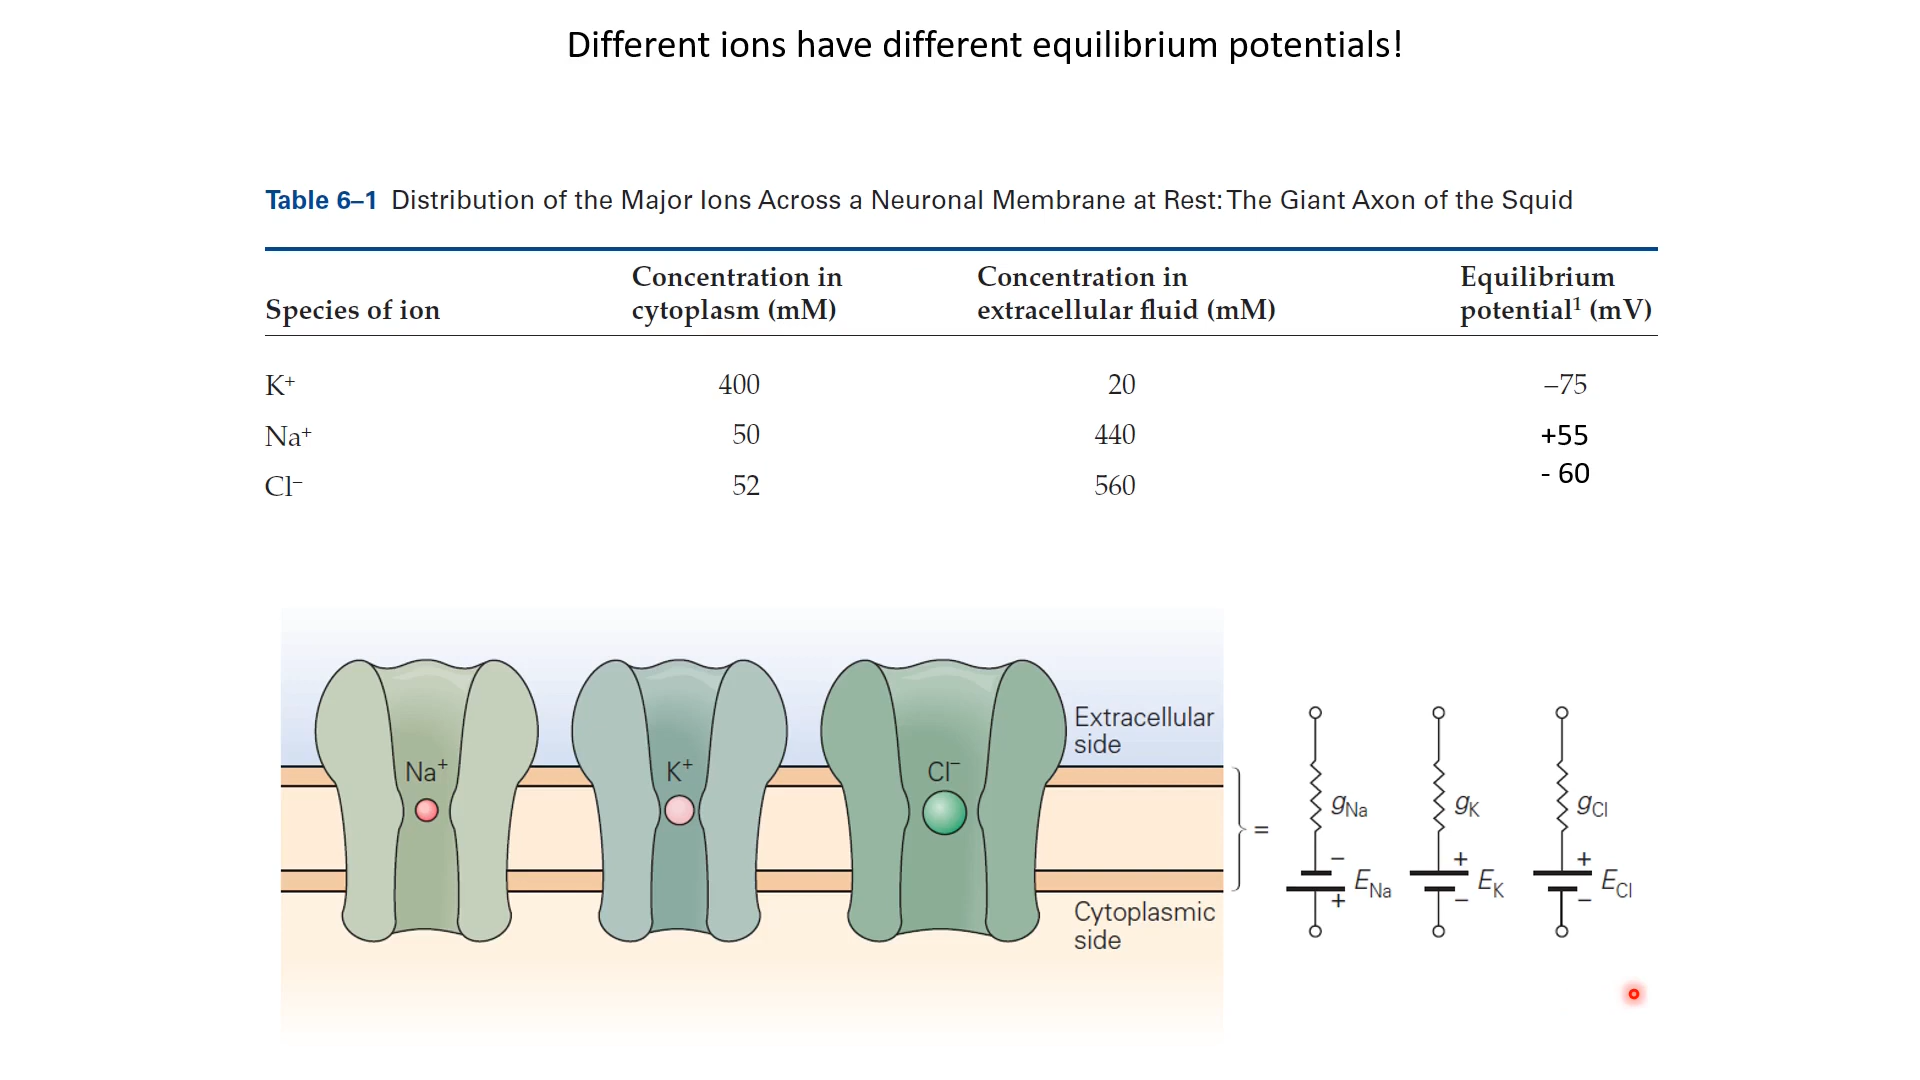 Different ions have different equilibrium potentials!
Table 6–1 Distribution of the Major Ions Across a Neuronal Membrane at Rest: The Giant Axon of the Squid
Species of ion Concentration in cytoplasm (mM) Concentration in extracellular fluid (mM) Equilibrium potential¹ (mV)
K⁺ 400 20 –75
Na⁺ 50 440 +55
Cl⁻ 52 560 - 60
Na⁺ K⁺ Cl⁻
Extracellular
side
Cytoplasmic
side
=
gNa gK gCl
− + +
ENa EK ECl
+ − −